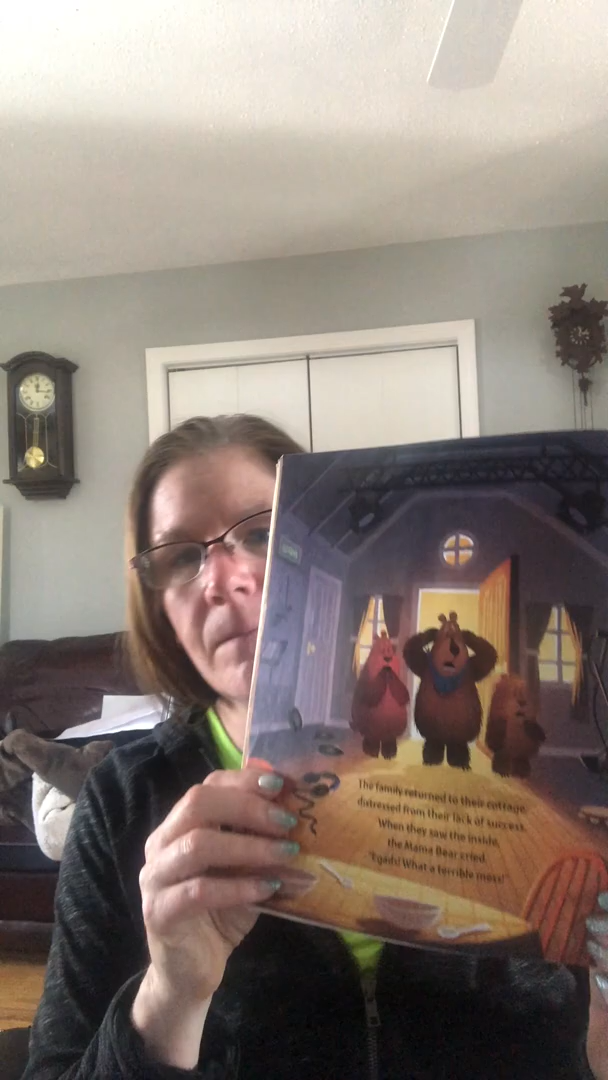 The family returned to their cottage,
distressed from their lack of success.
When they saw the inside,
the Mama Bear cried,
"Egads! What a terrible mess!"